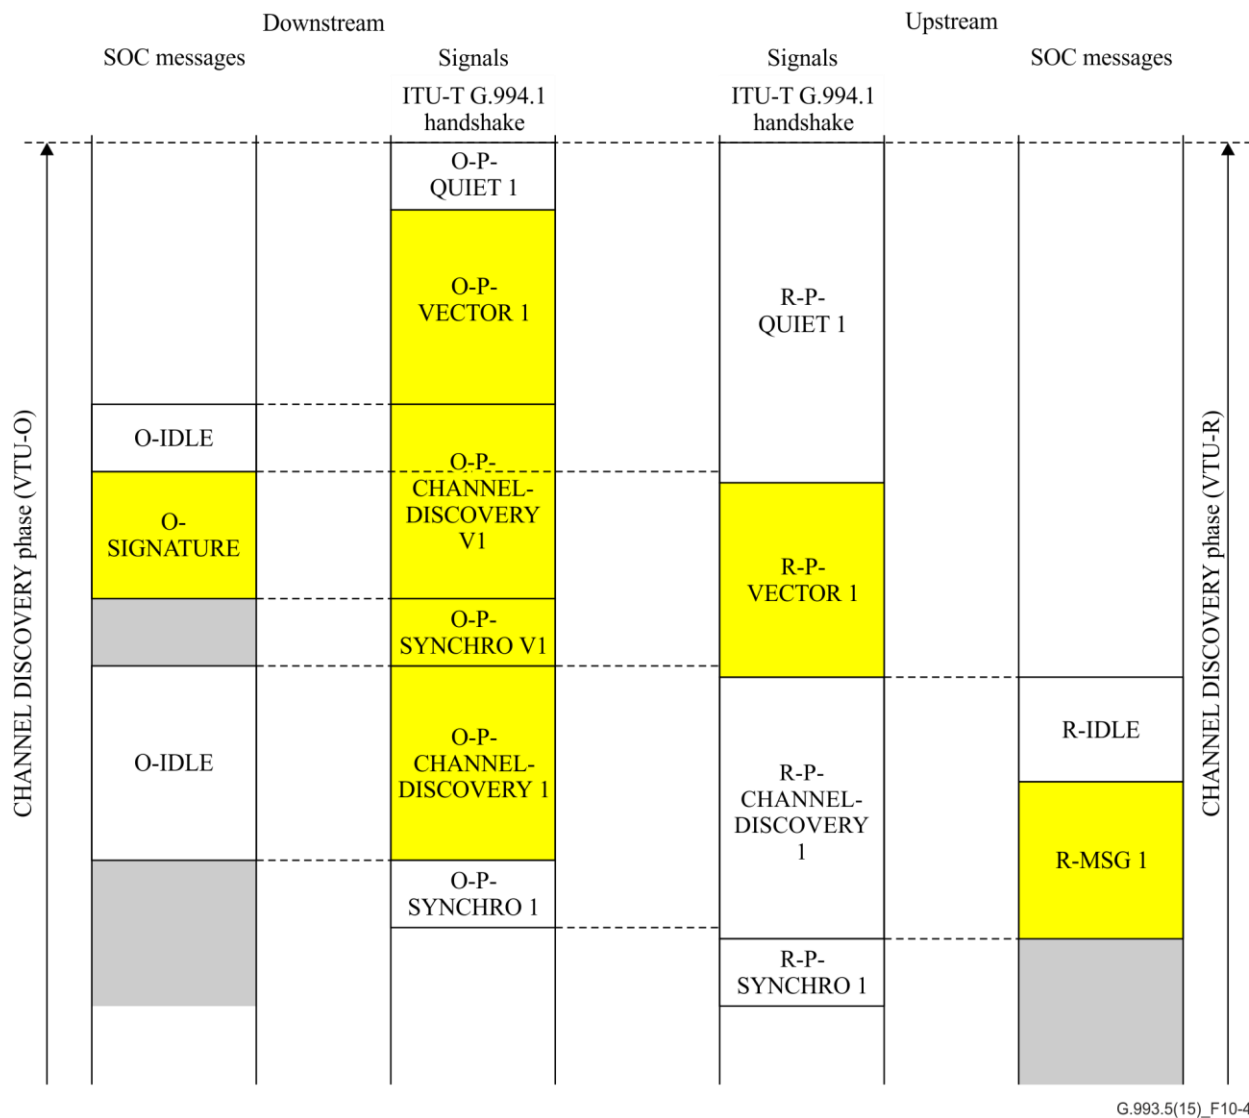 Downstream
Upstream
SOC messages
Signals
Signals
SOC messages
ITU-T G.994.1
handshake
ITU-T G.994.1
handshake
CHANNEL DISCOVERY phase (VTU-O)
O-IDLE
O-
SIGNATURE
O-IDLE
O-P-
QUIET 1
O-P-
VECTOR 1
O-P-
CHANNEL-
DISCOVERY
V1
O-P-
SYNCHRO V1
O-P-
CHANNEL-
DISCOVERY 1
O-P-
SYNCHRO 1
R-P-
QUIET 1
R-P-
VECTOR 1
R-P-
CHANNEL-
DISCOVERY
1
R-P-
SYNCHRO 1
R-IDLE
R-MSG 1
CHANNEL DISCOVERY phase (VTU-R)
G.993.5(15)_F10-4